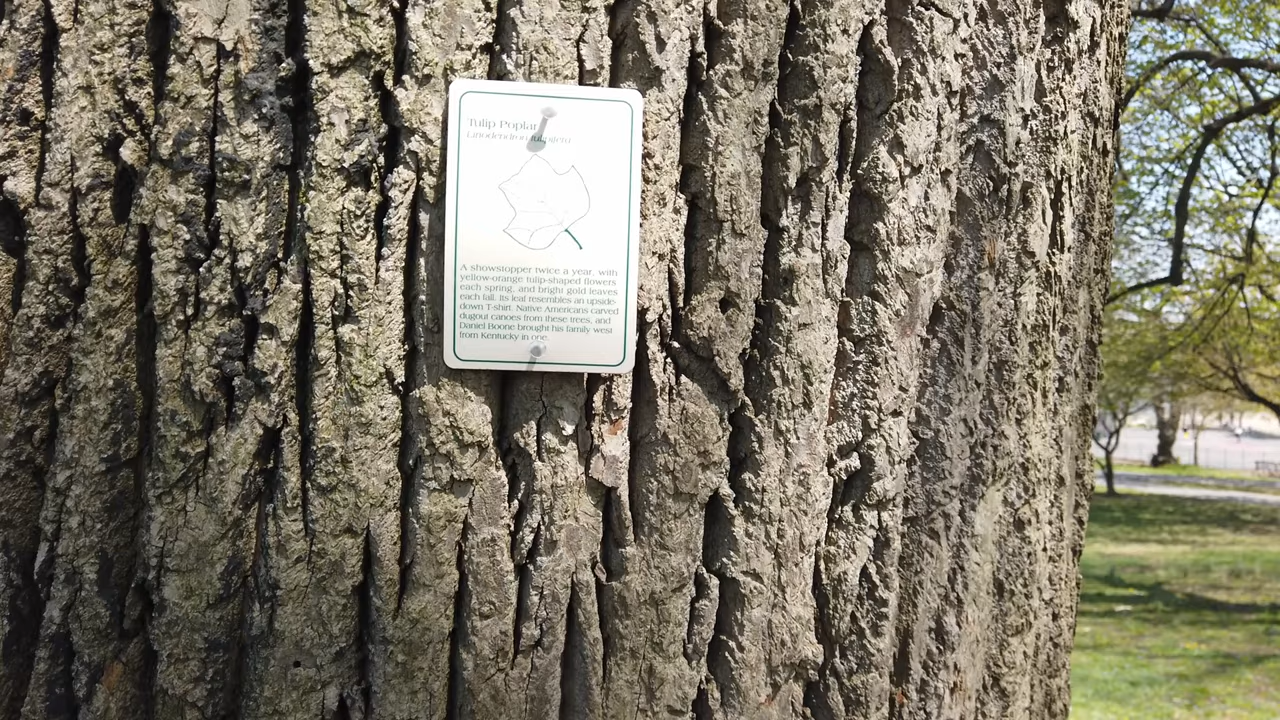 Tulip Poplar
Liriodendron tulipifera
A showstopper twice a year, with
yellow-orange tulip-shaped flowers
each spring, and bright gold leaves
each fall. Its leaf resembles an upside-
down T-shirt. Native Americans carved
dugout canoes from these trees, and
Daniel Boone brought his family west
from Kentucky in one.